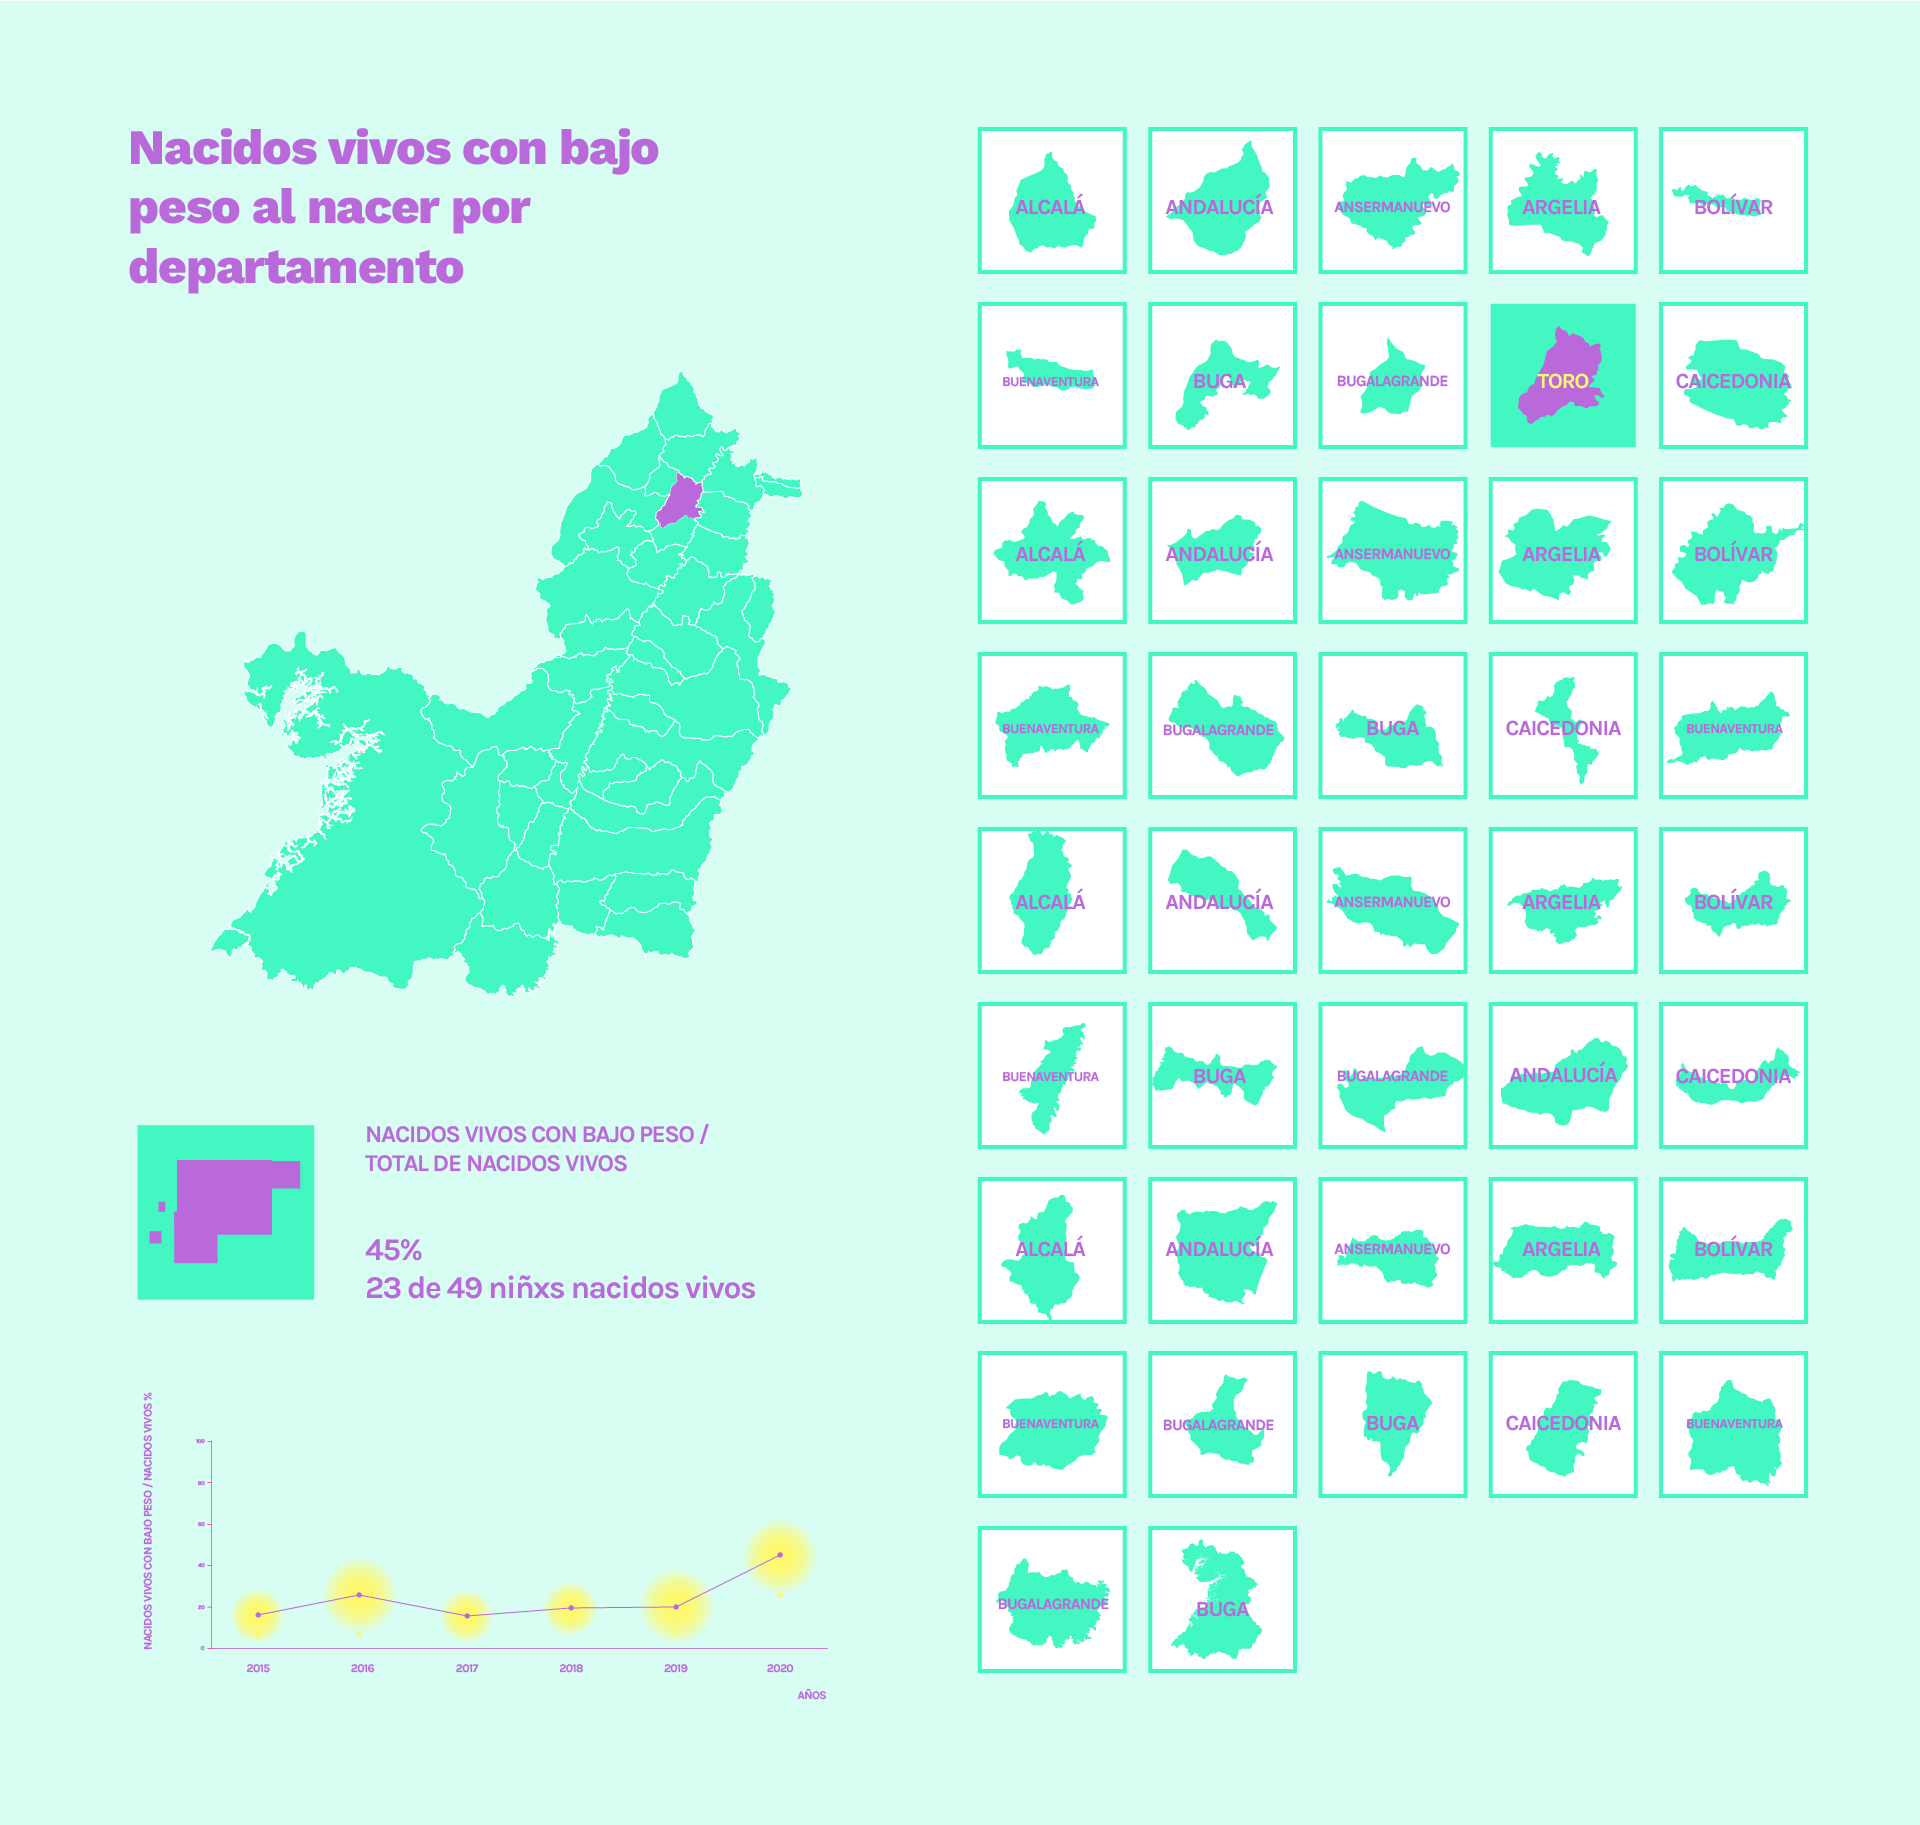 Nacidos vivos con bajo
peso al nacer por
departamento
NACIDOS VIVOS CON BAJO PESO /
TOTAL DE NACIDOS VIVOS
45%
23 de 49 niñxs nacidos vivos
NACIDOS VIVOS CON BAJO PESO / NACIDOS VIVOS %
100
80
60
40
20
0
2015 2016 2017 2018 2019 2020
AÑOS
ALCALÁ ANDALUCÍA ANSERMANUEVO ARGELIA BOLÍVAR
BUENAVENTURA BUGA BUGALAGRANDE TORO CAICEDONIA
ALCALÁ ANDALUCÍA ANSERMANUEVO ARGELIA BOLÍVAR
BUENAVENTURA BUGALAGRANDE BUGA CAICEDONIA BUENAVENTURA
ALCALÁ ANDALUCÍA ANSERMANUEVO ARGELIA BOLÍVAR
BUENAVENTURA BUGA BUGALAGRANDE ANDALUCÍA CAICEDONIA
ALCALÁ ANDALUCÍA ANSERMANUEVO ARGELIA BOLÍVAR
BUENAVENTURA BUGALAGRANDE BUGA CAICEDONIA BUENAVENTURA
BUGALAGRANDE BUGA